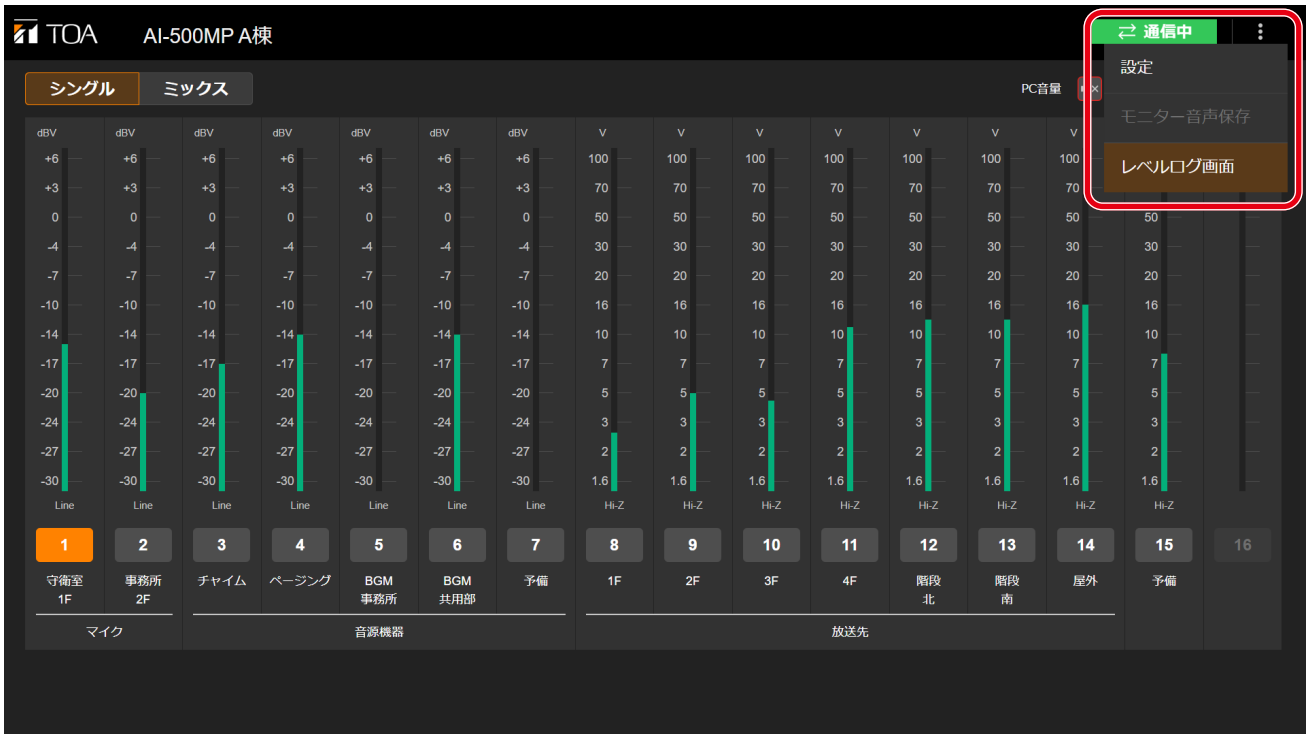 TOA AI-500MP A棟 通信中
設定
シングル ミックス PC音量
モニター音声保存
レベルログ画面
dBV dBV dBV dBV dBV dBV dBV V V V V V V V
+6 +6 +6 +6 +6 +6 +6 100 100 100 100 100 100 100
+3 +3 +3 +3 +3 +3 +3 70 70 70 70 70 70 70
0 0 0 0 0 0 0 50 50 50 50 50 50 50 50
-4 -4 -4 -4 -4 -4 -4 30 30 30 30 30 30 30 30
-7 -7 -7 -7 -7 -7 -7 20 20 20 20 20 20 20 20
-10 -10 -10 -10 -10 -10 -10 16 16 16 16 16 16 16 16
-14 -14 -14 -14 -14 -14 -14 10 10 10 10 10 10 10 10
-17 -17 -17 -17 -17 -17 -17 7 7 7 7 7 7 7 7
-20 -20 -20 -20 -20 -20 -20 5 5 5 5 5 5 5 5
-24 -24 -24 -24 -24 -24 -24 3 3 3 3 3 3 3 3
-27 -27 -27 -27 -27 -27 -27 2 2 2 2 2 2 2 2
-30 -30 -30 -30 -30 -30 -30 1.6 1.6 1.6 1.6 1.6 1.6 1.6 1.6
Line Line Line Line Line Line Line Hi-Z Hi-Z Hi-Z Hi-Z Hi-Z Hi-Z Hi-Z Hi-Z
1 2 3 4 5 6 7 8 9 10 11 12 13 14 15 16
守衛室 事務所 チャイム ページング BGM BGM 予備 1F 2F 3F 4F 階段 階段 屋外 予備
1F 2F 事務所 共用部 北 南
マイク 音源機器 放送先